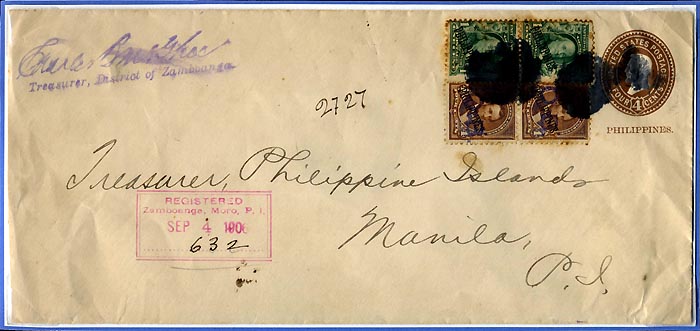 Treasurer, District of Zamboanga.
2727
UNITED STATES POSTAGE
4
FOUR CENTS
PHILIPPINES.
Treasurer, Philippine Islands
Manila,
P.I.
REGISTERED
Zamboanga, Moro, P. I.
SEP 4 1906
632